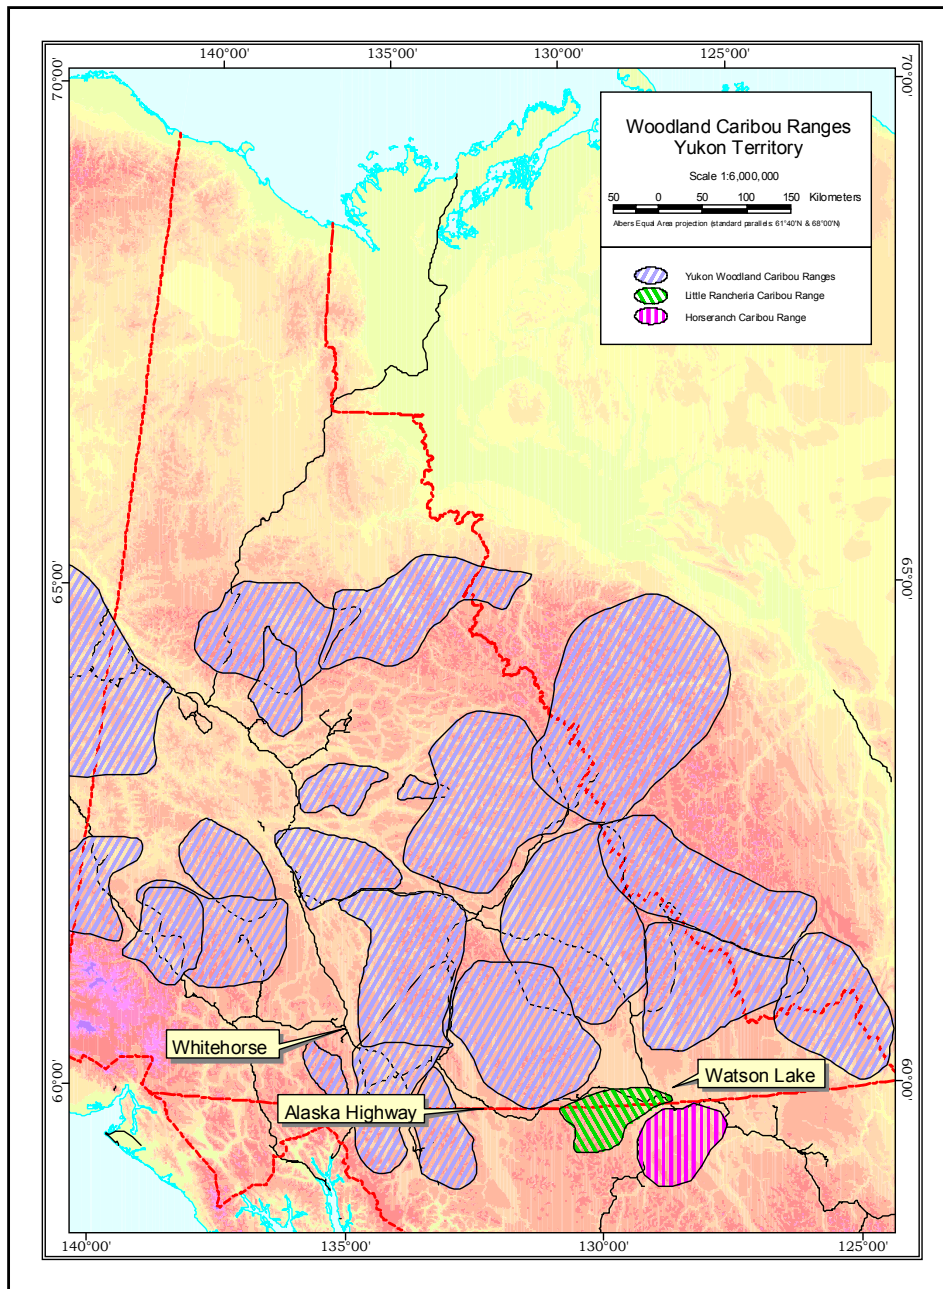 140°00' 135°00' 130°00' 125°00'
70°00'
70°00'
Woodland Caribou Ranges
Yukon Territory
Scale 1:6,000,000
50 0 50 100 150 Kilometers
Albers Equal Area projection (standard parallels: 61°40'N & 68°00'N)
Yukon Woodland Caribou Ranges
Little Rancheria Caribou Range
Horseranch Caribou Range
65°00'
65°00'
Whitehorse
Watson Lake
Alaska Highway
60°00'
60°00'
140°00' 135°00' 130°00' 125°00'